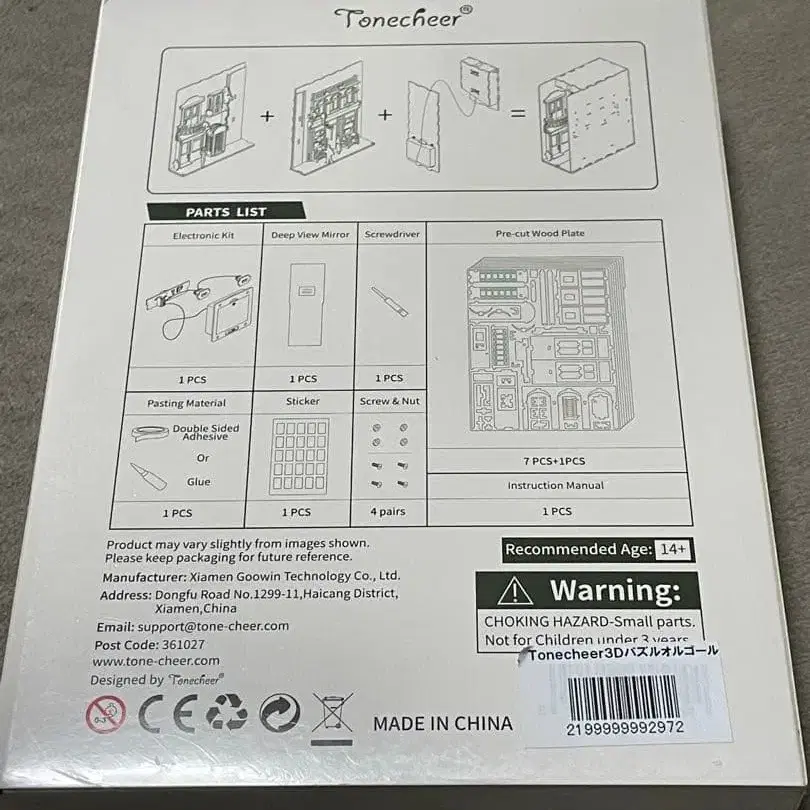 Tonecheer®
+
+
=
PARTS LIST
Electronic Kit
Deep View Mirror
Screwdriver
Pre-cut Wood Plate
1 PCS
1 PCS
1 PCS
Pasting Material
Sticker
Screw & Nut
Double Sided
Adhesive
Or
Glue
7 PCS+1PCS
Instruction Manual
1 PCS
1 PCS
4 pairs
1 PCS
Product may vary slightly from images shown.
Please keep packaging for future reference.
Recommended Age: 14+
Manufacturer: Xiamen Goowin Technology Co., Ltd.
Address: Dongfu Road No.1299-11,Haicang District,
Xiamen,China
Email: support@tone-cheer.com
Post Code: 361027
www.tone-cheer.com
Designed by Tonecheer®
Warning:
CHOKING HAZARD-Small parts.
Not for Children under 3 years.
Tonecheer3Dパズルオルゴール
2199999992972
0-3
CE
MADE IN CHINA